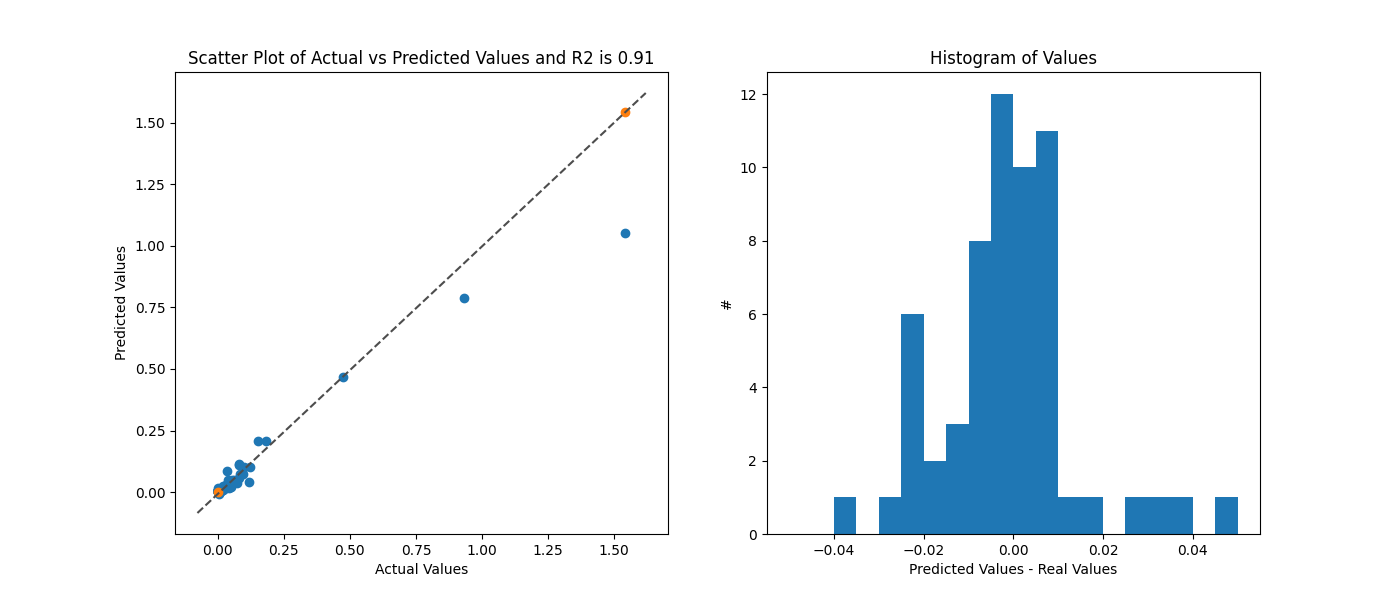 Scatter Plot of Actual vs Predicted Values and R2 is 0.91
1.50
1.25
1.00
0.75
0.50
0.25
0.00
Predicted Values
0.00 0.25 0.50 0.75 1.00 1.25 1.50
Actual Values
Histogram of Values
12
10
8
6
4
2
0
#
−0.04 −0.02 0.00 0.02 0.04
Predicted Values - Real Values